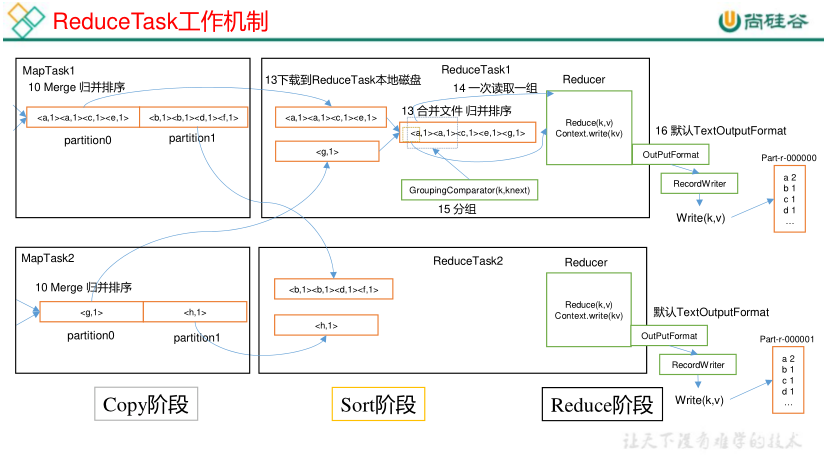 ReduceTask工作机制
尚硅谷
MapTask1
10 Merge 归并排序
<a,1><a,1><c,1><e,1>
<b,1><b,1><d,1><f,1>
partition0
partition1
ReduceTask1
13下载到ReduceTask本地磁盘
<a,1><a,1><c,1><e,1>
<g,1>
14 一次读取一组
13 合并文件 归并排序
<a,1><a,1><c,1><e,1><g,1>
GroupingComparator(k,knext)
15 分组
Reducer
Reduce(k,v)
Context.write(kv)
16 默认TextOutputFormat
OutPutFormat
RecordWriter
Write(k,v)
Part-r-000000
a 2
b 1
c 1
d 1
…
MapTask2
10 Merge 归并排序
<g,1>
<h,1>
partition0
partition1
ReduceTask2
<b,1><b,1><d,1><f,1>
<h,1>
Reducer
Reduce(k,v)
Context.write(kv)
默认TextOutputFormat
OutPutFormat
RecordWriter
Write(k,v)
Part-r-000001
a 2
b 1
c 1
d 1
…
Copy阶段
Sort阶段
Reduce阶段
让天下没有难学的技术